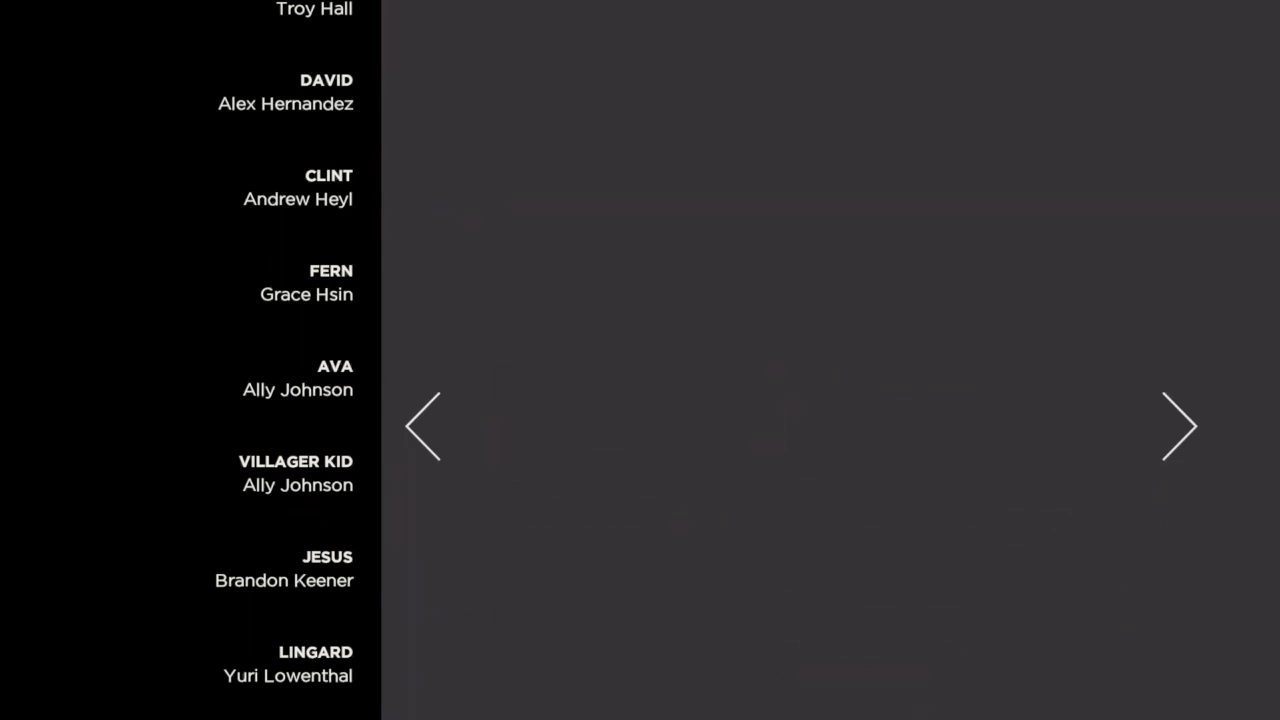 Troy Hall
DAVID
Alex Hernandez
CLINT
Andrew Heyl
FERN
Grace Hsin
AVA
Ally Johnson
VILLAGER KID
Ally Johnson
JESUS
Brandon Keener
LINGARD
Yuri Lowenthal